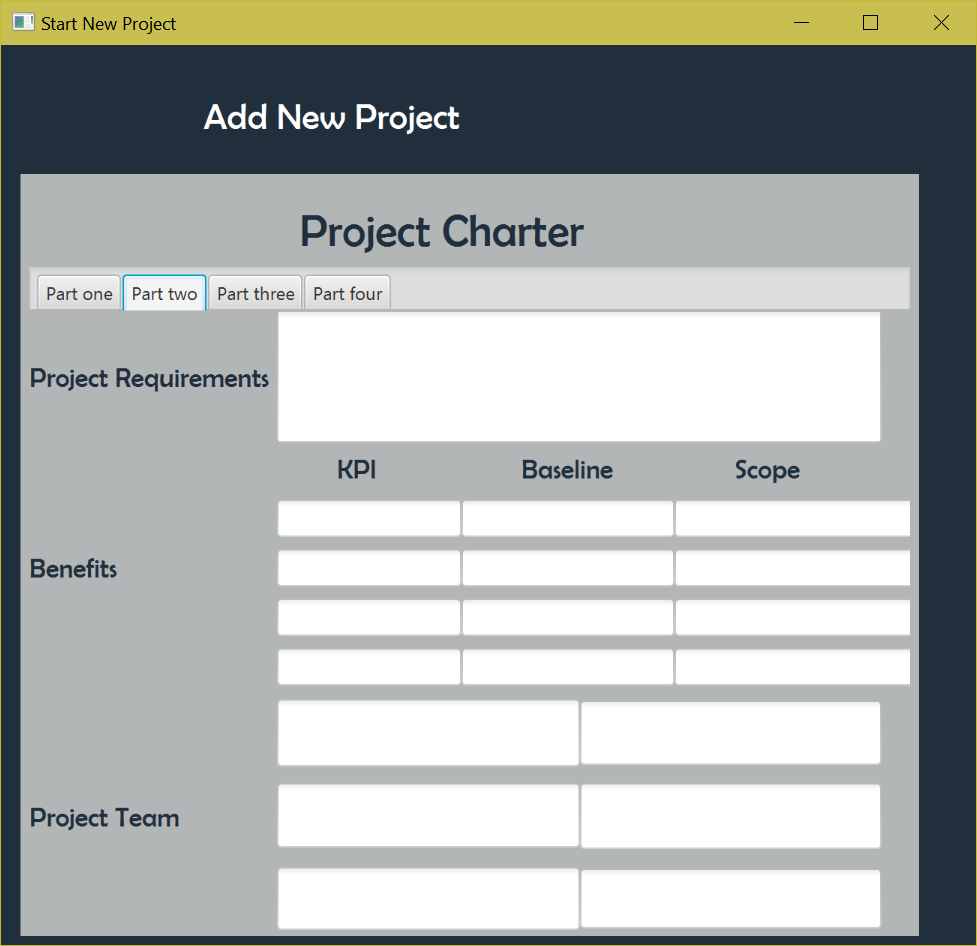 Start New Project
Add New Project
Project Charter
Part one Part two Part three Part four
Project Requirements
KPI Baseline Scope
Benefits
Project Team